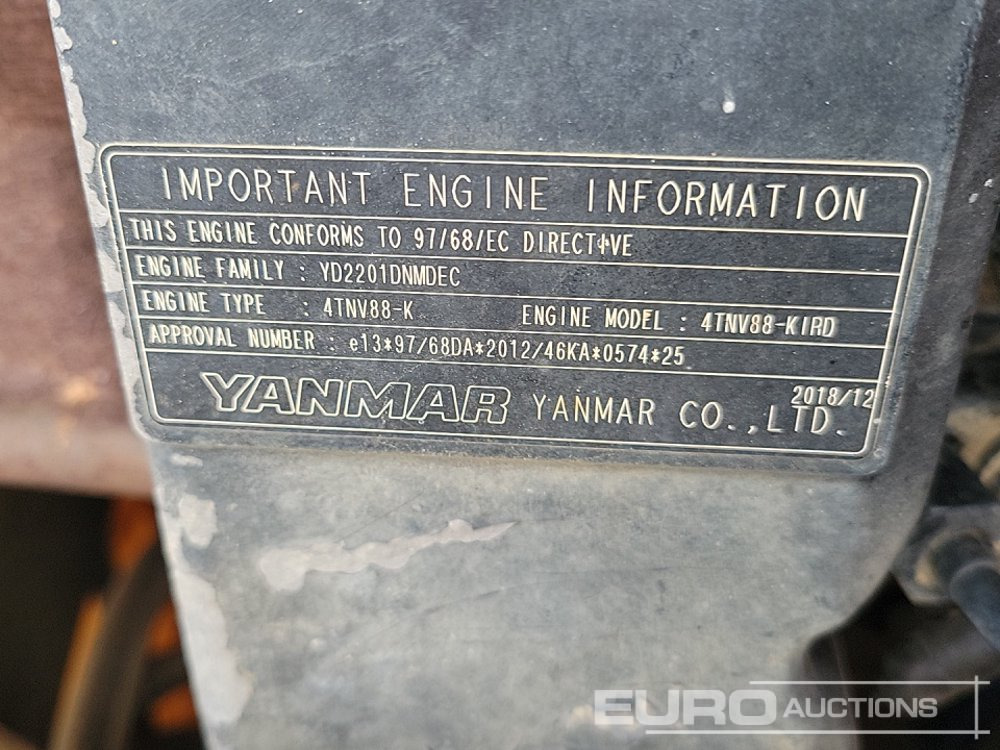 IMPORTANT ENGINE INFORMATION
THIS ENGINE CONFORMS TO 97/68/EC DIRECTIVE
ENGINE FAMILY : YD2201DNMDEC
ENGINE TYPE : 4TNV88-K ENGINE MODEL : 4TNV88-KIRD
APPROVAL NUMBER : e13*97/68DA*2012/46KA*0574*25
2018/12
YANMAR YANMAR CO.,LTD.
EURO AUCTIONS